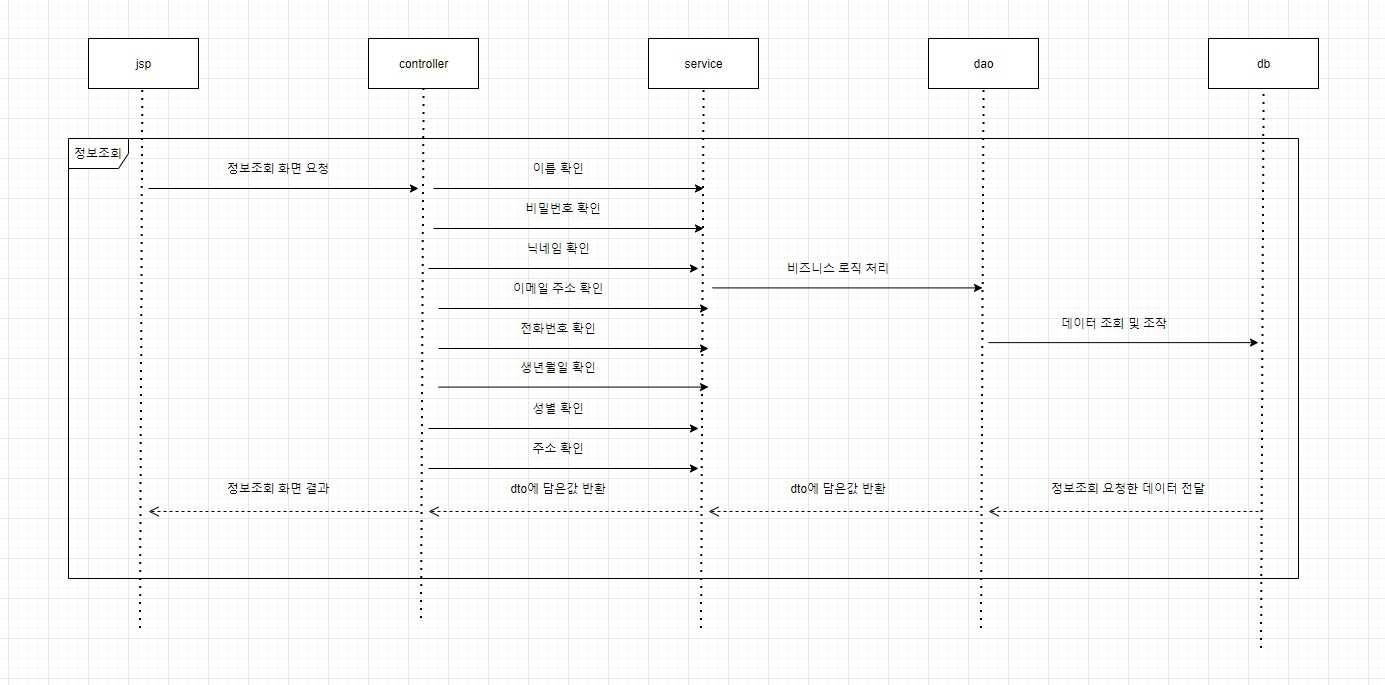 jsp
controller
service
dao
db
정보조회
정보조회 화면 요청
이름 확인
비밀번호 확인
닉네임 확인
비즈니스 로직 처리
이메일 주소 확인
데이터 조회 및 조작
전화번호 확인
생년월일 확인
성별 확인
주소 확인
정보조회 화면 결과
dto에 담은값 반환
dto에 담은값 반환
정보조회 요청한 데이터 전달